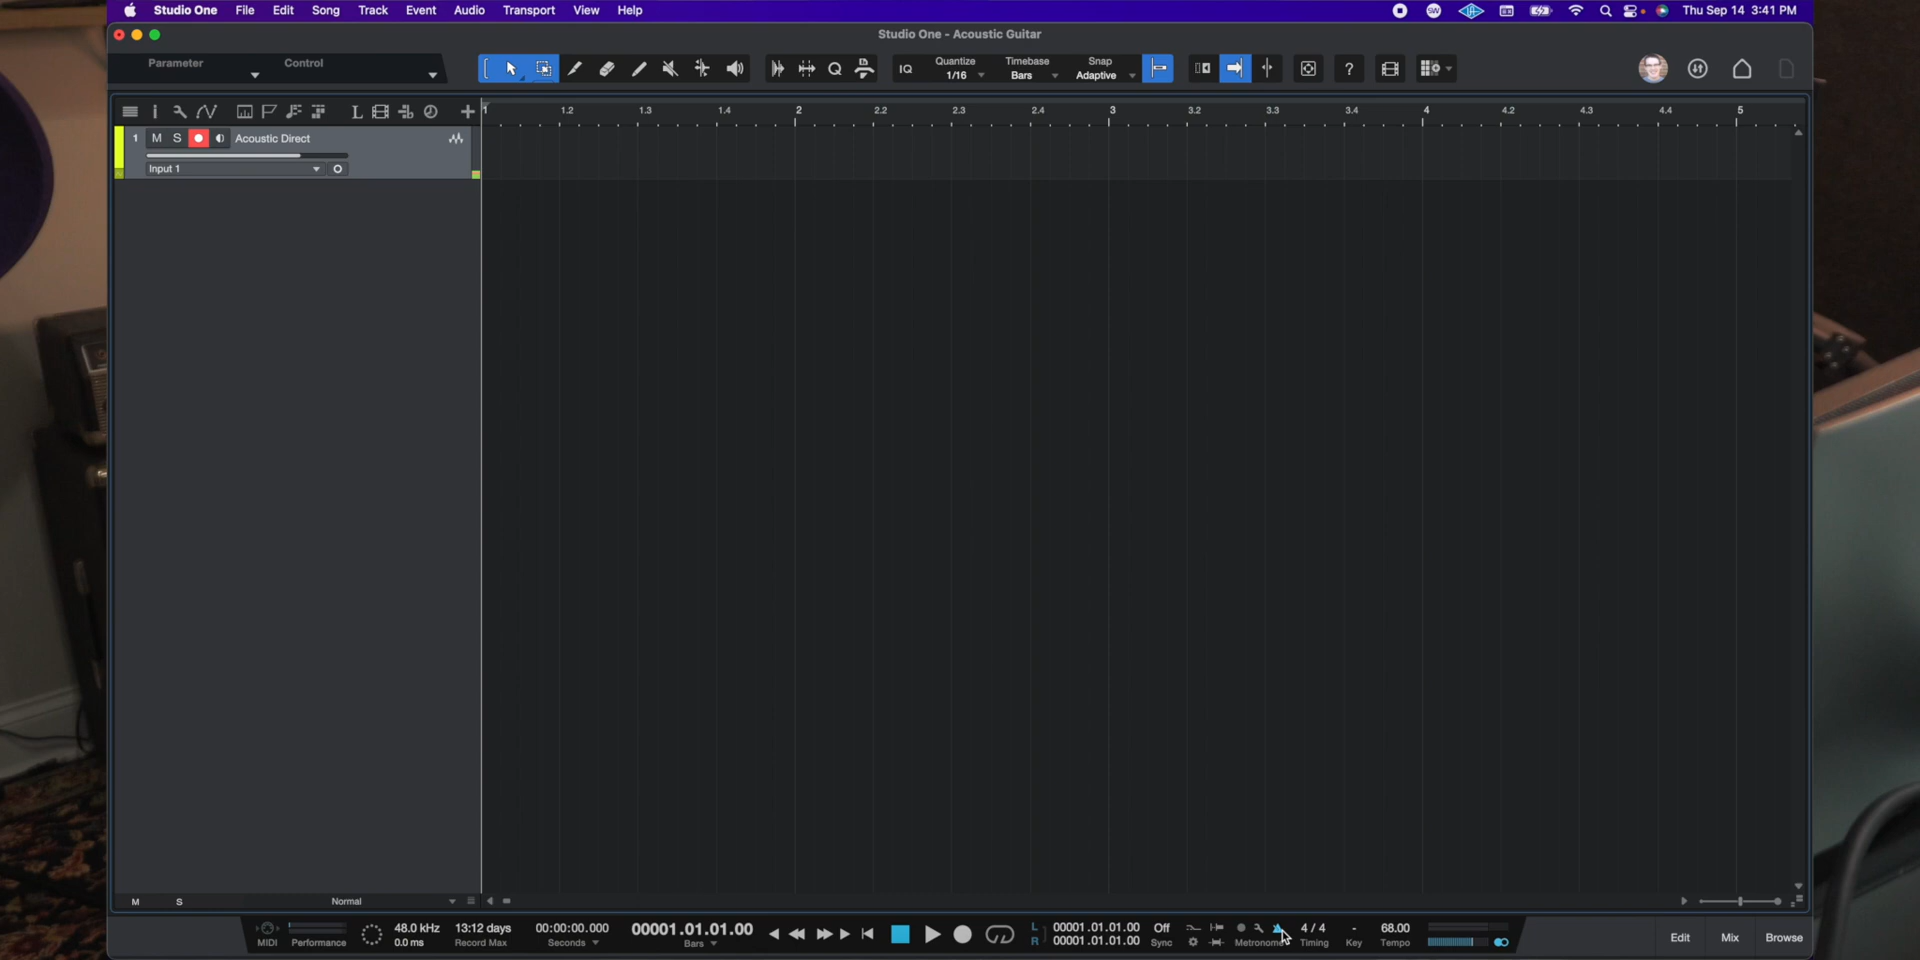 Studio One File Edit Song Track Event Audio Transport View Help
SW
Thu Sep 14 3:41 PM
Studio One - Acoustic Guitar
Parameter Control
IQ
Quantize Timebase Snap
1/16 Bars Adaptive
?
1 1.2 1.3 1.4 2 2.2 2.3 2.4 3 3.2 3.3 3.4 4 4.2 4.3 4.4 5
1 M S Acoustic Direct
Input 1
M S Normal
48.0 kHz 13:12 days 00:00:00.000 00001.01.01.00
L 00001.01.01.00 Off 4 / 4 - 68.00
MIDI Performance 0.0 ms Record Max Seconds Bars
R 00001.01.01.00 Sync Metronome Timing Key Tempo
Edit Mix Browse